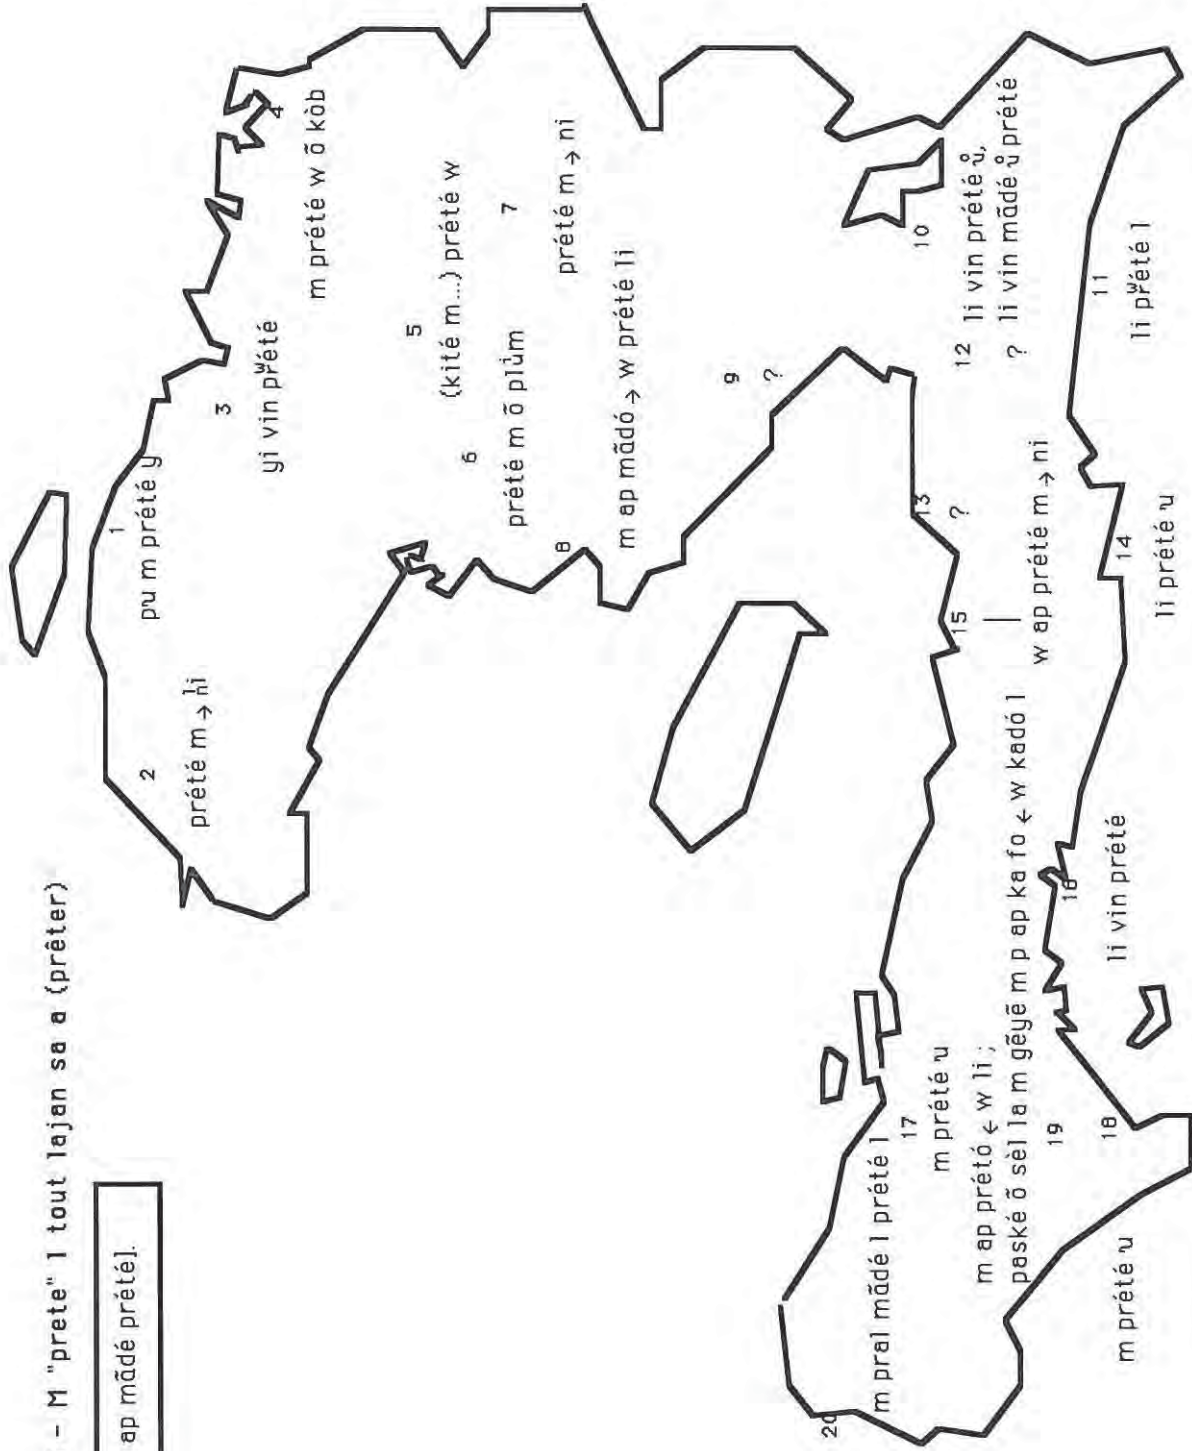 - M "prete" l tout lajan sa a (prêter)
ap mãdé prété].
1
pu m prété y
2
prété m → hi
3
yi vin prété
4
m prété w õ kòb
5
(kité m...) prété w
6
prété m õ plùm
7
prété m → ni
8
m ap mãdó → w prété li
9
?
10
11
li prété l
12 li vin prété u,
? li vin mãdé u prété
13
?
14
li prété u
15
w ap prété m → ni
16
li vin prété
17
m prété u
18
m prété u
19
m ap prétó ← w li ;
paské õ sèl la m gẽyẽ m p ap ka fo ← w kadó l
20
m pral mãdé l prété l